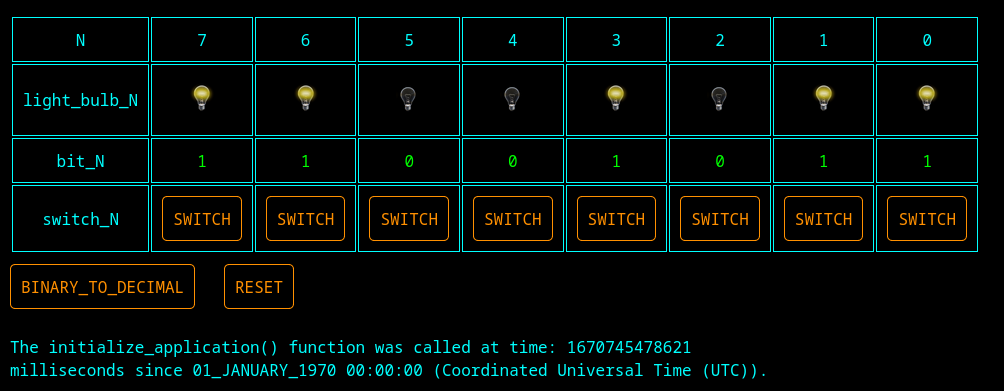 N 7 6 5 4 3 2 1 0
light_bulb_N
bit_N 1 1 0 0 1 0 1 1
switch_N SWITCH SWITCH SWITCH SWITCH SWITCH SWITCH SWITCH SWITCH
BINARY_TO_DECIMAL RESET
The initialize_application() function was called at time: 1670745478621
milliseconds since 01_JANUARY_1970 00:00:00 (Coordinated Universal Time (UTC)).